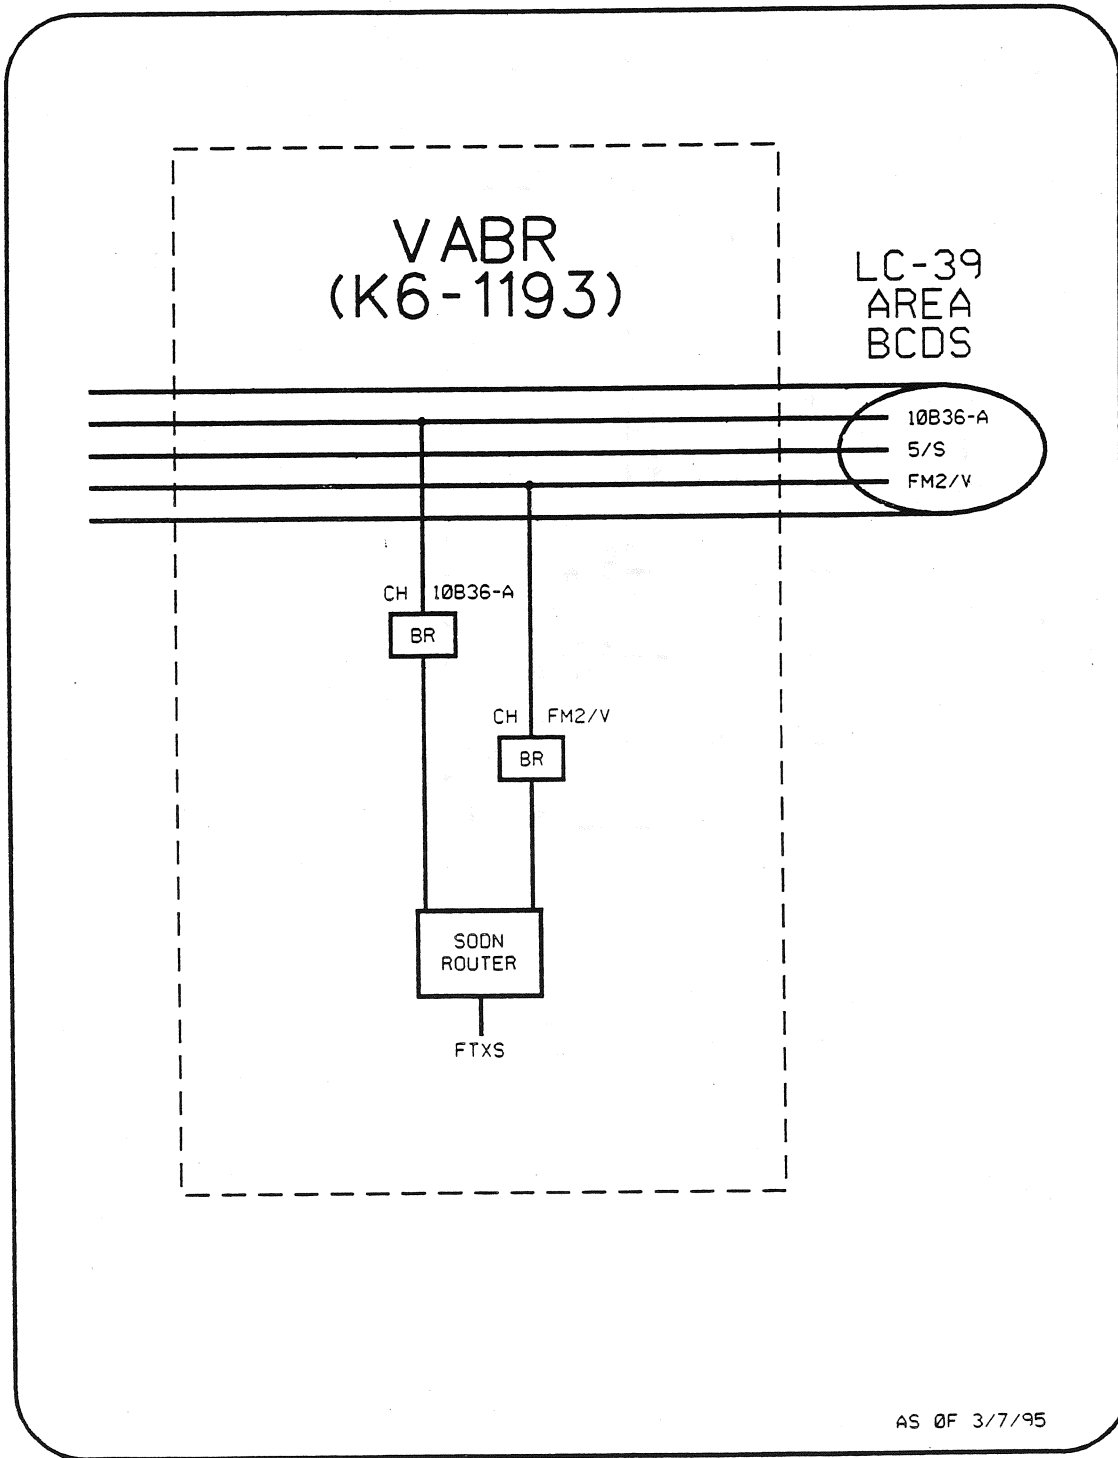 VABR
(K6-1193)
LC-39
AREA
BCDS
10B36-A
5/S
FM2/V
CH 10B36-A
BR
CH FM2/V
BR
SODN
ROUTER
FTXS
AS 0F 3/7/95